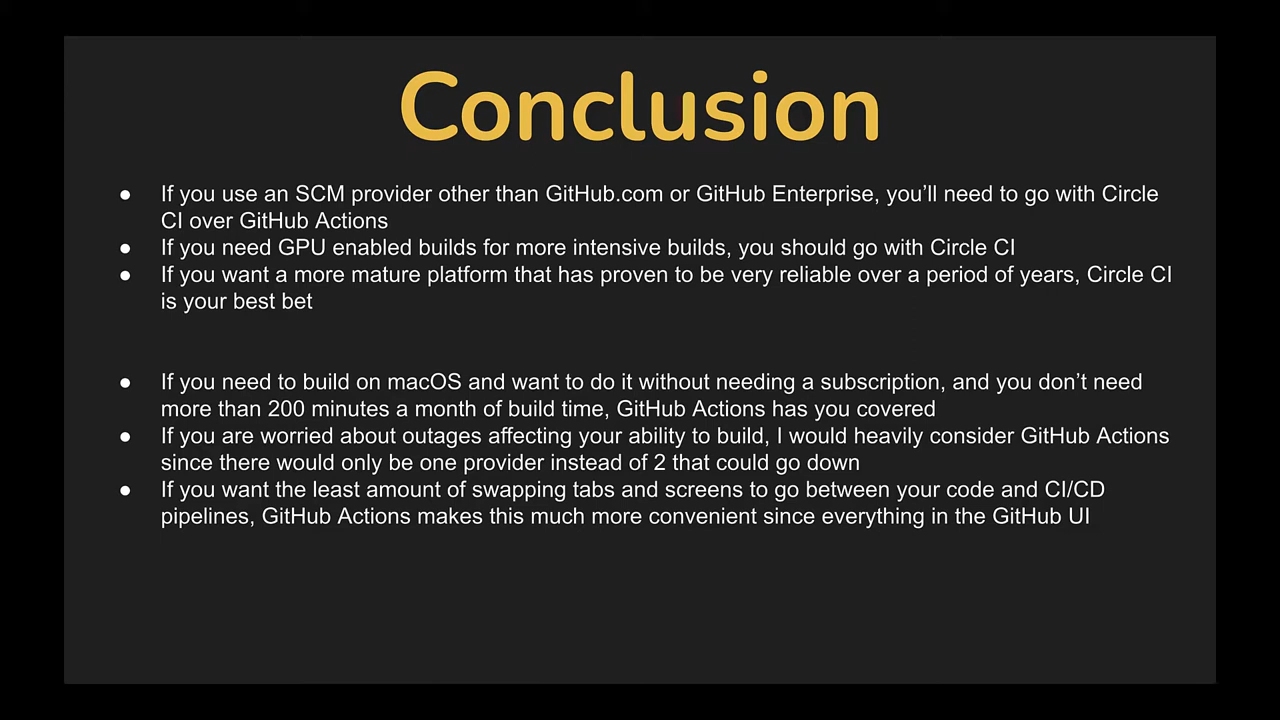 Conclusion
● If you use an SCM provider other than GitHub.com or GitHub Enterprise, you’ll need to go with Circle
CI over GitHub Actions
● If you need GPU enabled builds for more intensive builds, you should go with Circle CI
● If you want a more mature platform that has proven to be very reliable over a period of years, Circle CI
is your best bet
● If you need to build on macOS and want to do it without needing a subscription, and you don’t need
more than 200 minutes a month of build time, GitHub Actions has you covered
● If you are worried about outages affecting your ability to build, I would heavily consider GitHub Actions
since there would only be one provider instead of 2 that could go down
● If you want the least amount of swapping tabs and screens to go between your code and CI/CD
pipelines, GitHub Actions makes this much more convenient since everything in the GitHub UI